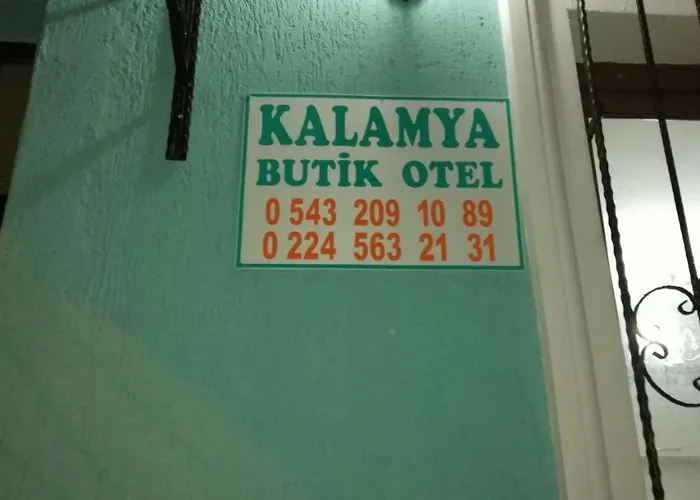 KALAMYA
BUTİK OTEL
0 543 209 10 89
0 224 563 21 31